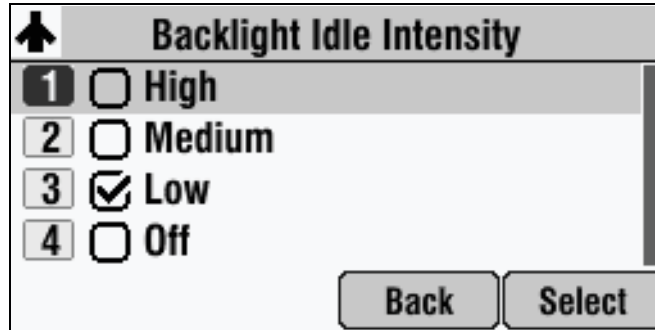 Backlight Idle Intensity
1 High
2 Medium
3 Low
4 Off
Back Select